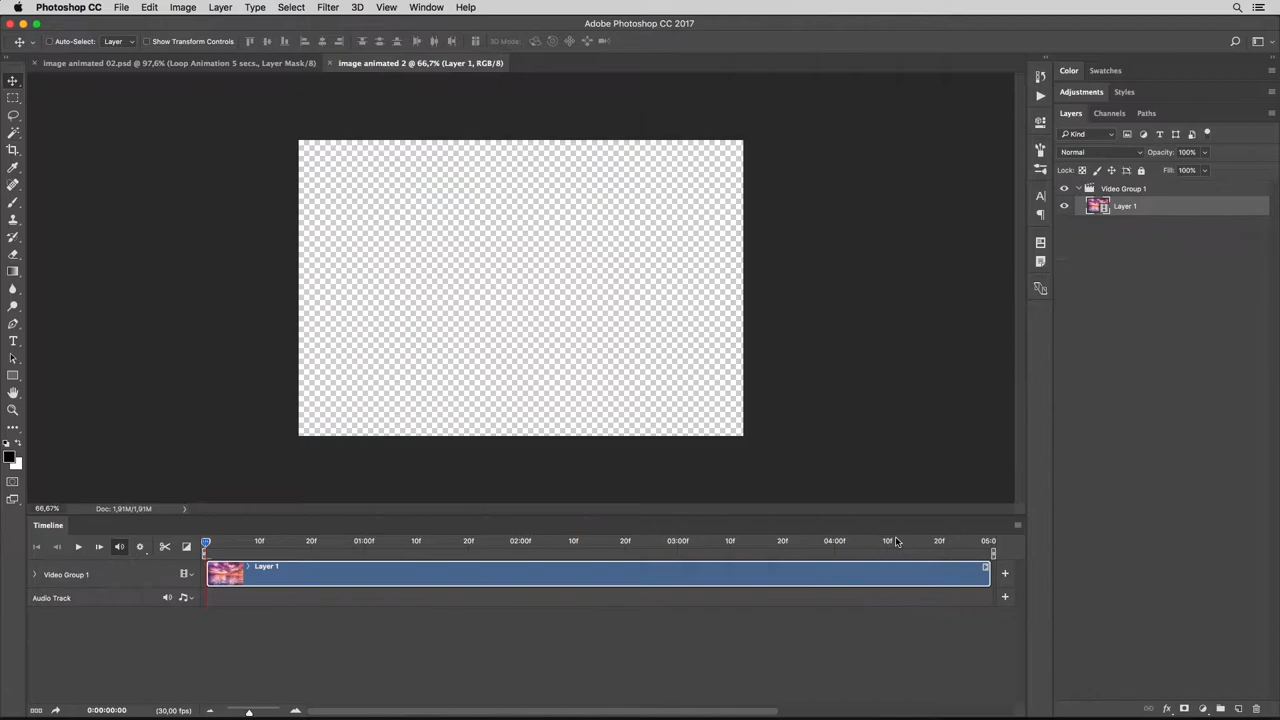 Photoshop CC File Edit Image Layer Type Select Filter 3D View Window Help
Adobe Photoshop CC 2017
Auto-Select: Layer Show Transform Controls 3D Mode:
image animated 02.psd @ 97,6% (Loop Animation 5 secs., Layer Mask/8) image animated 2 @ 66,7% (Layer 1, RGB/8)
Color Swatches
Adjustments Styles
Layers Channels Paths
Kind
Normal Opacity: 100%
Lock: Fill: 100%
Video Group 1
Layer 1
66,67% Doc: 1,91M/1,91M
Timeline
10f 20f 01:00f 10f 20f 02:00f 10f 20f 03:00f 10f 20f 04:00f 10f 20f 05:0
Layer 1
Video Group 1
Audio Track
0:00:00:00 (30,00 fps)